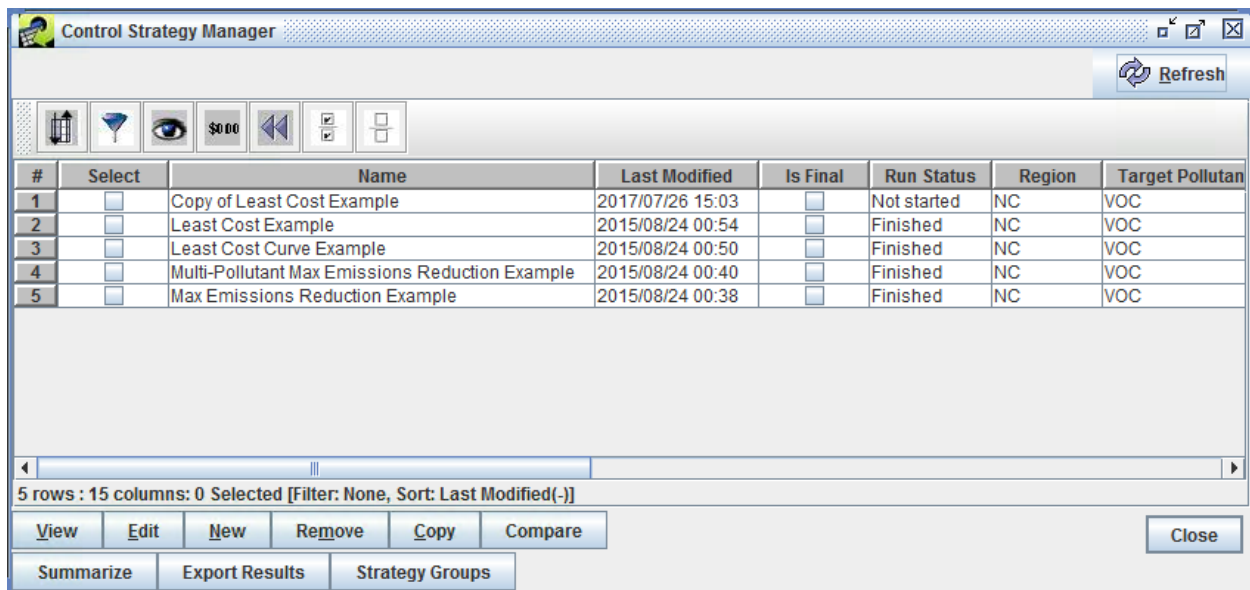 Control Strategy Manager
Refresh
$0.00
# Select Name Last Modified Is Final Run Status Region Target Pollutan
1 Copy of Least Cost Example 2017/07/26 15:03 Not started NC VOC
2 Least Cost Example 2015/08/24 00:54 Finished NC VOC
3 Least Cost Curve Example 2015/08/24 00:50 Finished NC VOC
4 Multi-Pollutant Max Emissions Reduction Example 2015/08/24 00:40 Finished NC VOC
5 Max Emissions Reduction Example 2015/08/24 00:38 Finished NC VOC
5 rows : 15 columns: 0 Selected [Filter: None, Sort: Last Modified(-)]
View Edit New Remove Copy Compare Close
Summarize Export Results Strategy Groups